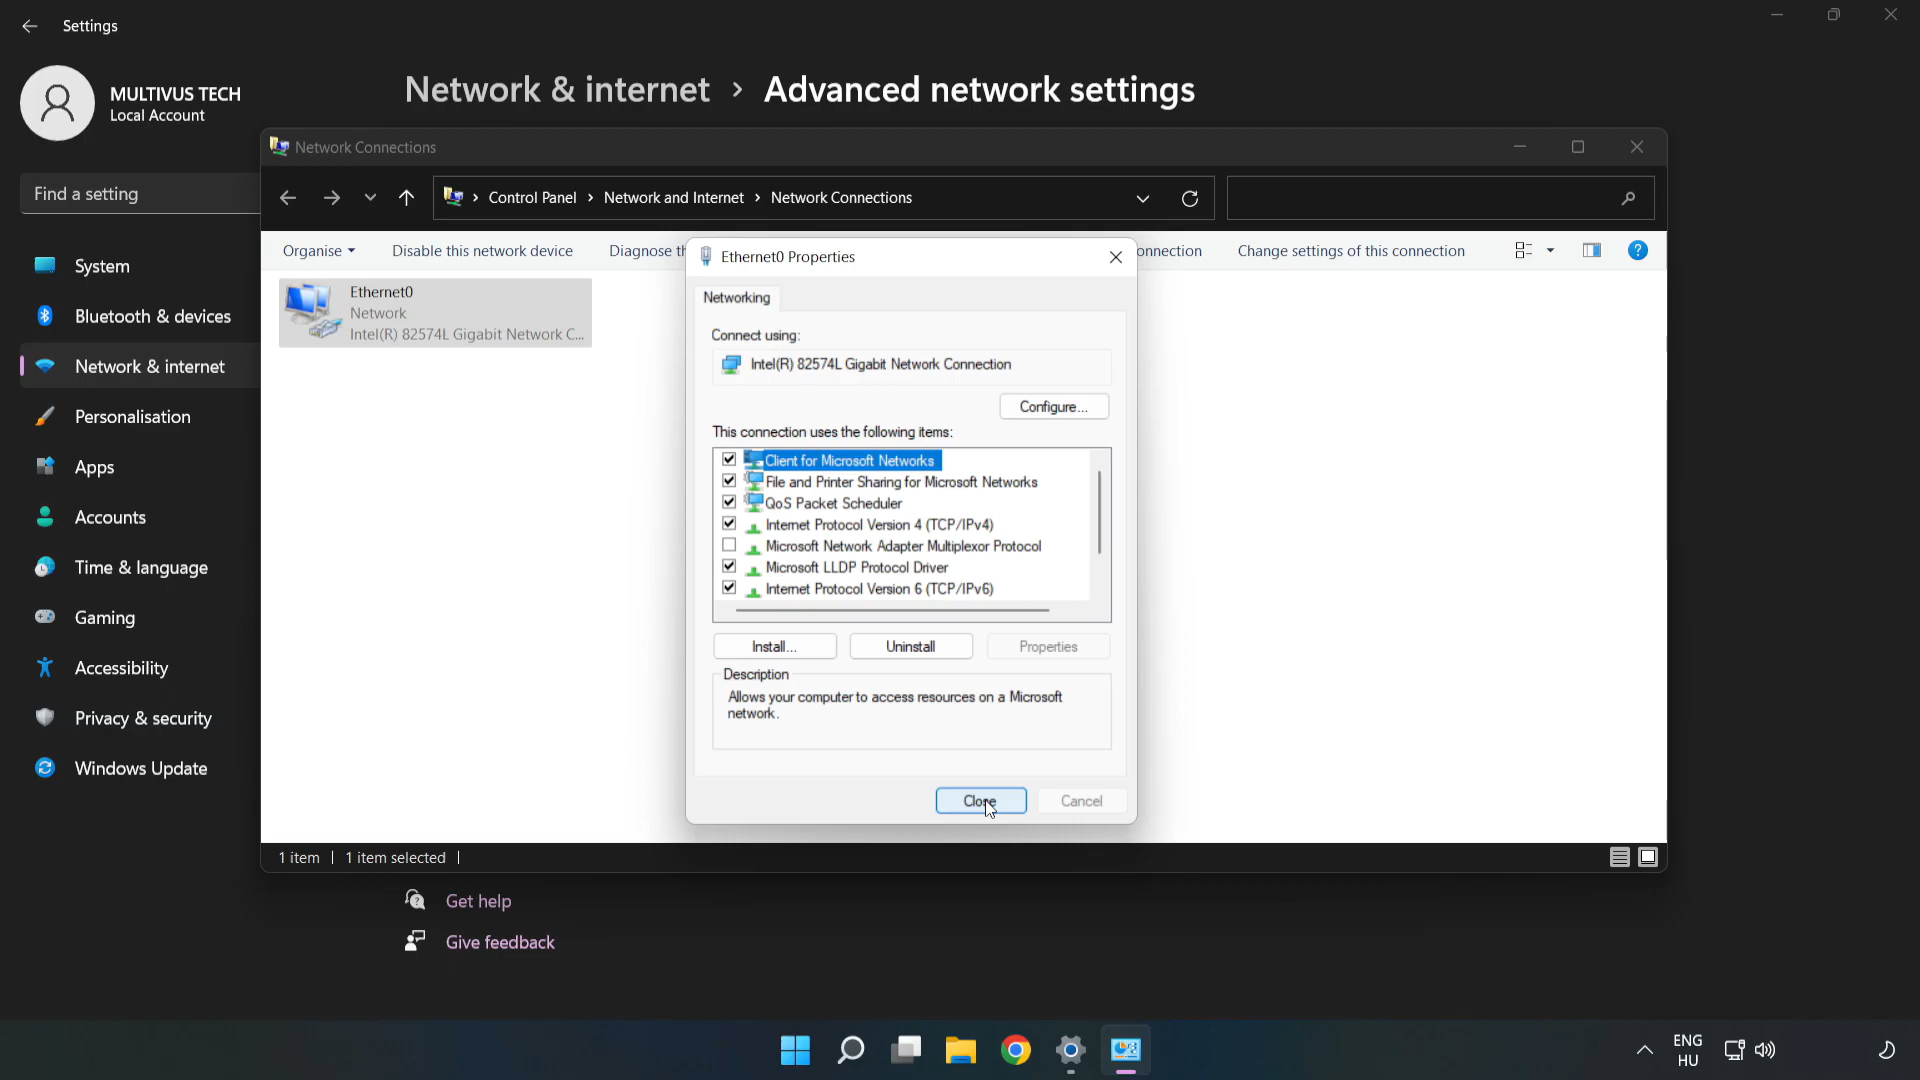 Settings
MULTIVUS TECH
Local Account
Find a setting
System
Bluetooth & devices
Network & internet
Personalisation
Apps
Accounts
Time & language
Gaming
Accessibility
Privacy & security
Windows Update
Network & internet › Advanced network settings
Network Connections
Control Panel › Network and Internet › Network Connections
Organise Disable this network device Diagnose th onnection Change settings of this connection
Ethernet0
Network
Intel(R) 82574L Gigabit Network C...
Ethernet0 Properties
Networking
Connect using:
Intel(R) 82574L Gigabit Network Connection
Configure...
This connection uses the following items:
Client for Microsoft Networks
File and Printer Sharing for Microsoft Networks
QoS Packet Scheduler
Internet Protocol Version 4 (TCP/IPv4)
Microsoft Network Adapter Multiplexor Protocol
Microsoft LLDP Protocol Driver
Internet Protocol Version 6 (TCP/IPv6)
Install... Uninstall Properties
Description
Allows your computer to access resources on a Microsoft
network.
Close Cancel
1 item 1 item selected
Get help
Give feedback
ENG
HU